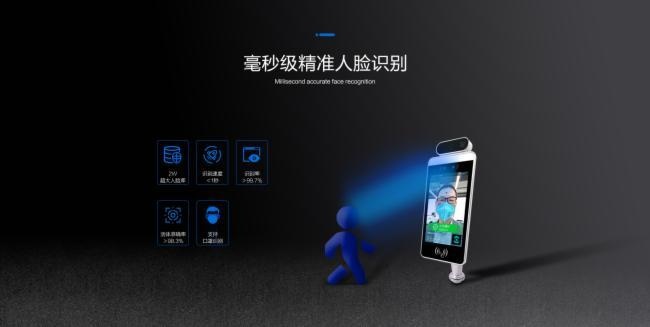 毫秒级精准人脸识别
Millisecond accurate face recognition
2W
超大人脸库
识别速度
<1秒
识别率
>99.7%
活体准确率
>98.3%
支持
口罩识别